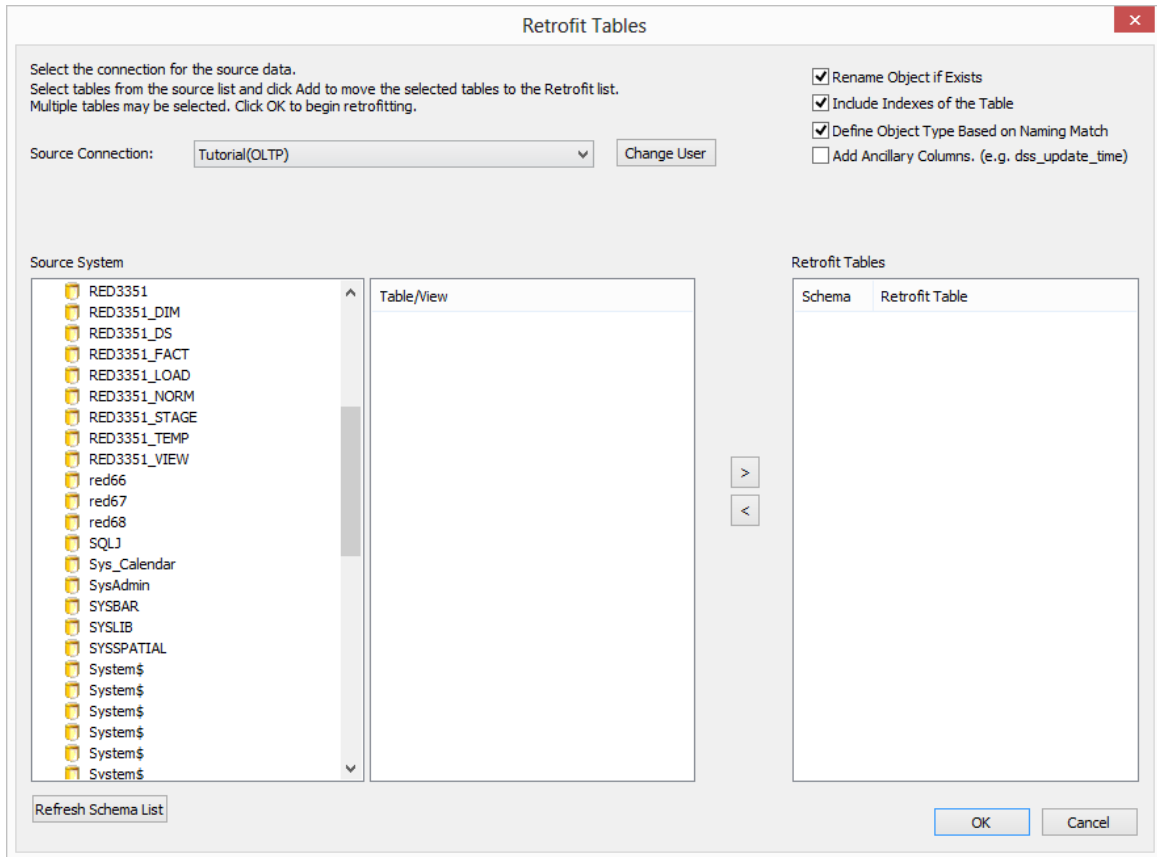 Retrofit Tables
Select the connection for the source data.
Select tables from the source list and click Add to move the selected tables to the Retrofit list.
Multiple tables may be selected. Click OK to begin retrofitting.
Rename Object if Exists
Include Indexes of the Table
Define Object Type Based on Naming Match
Add Ancillary Columns. (e.g. dss_update_time)
Source Connection:
Tutorial(OLTP)
Change User
Source System
RED3351
RED3351_DIM
RED3351_DS
RED3351_FACT
RED3351_LOAD
RED3351_NORM
RED3351_STAGE
RED3351_TEMP
RED3351_VIEW
red66
red67
red68
SQLJ
Sys_Calendar
SysAdmin
SYSBAR
SYSLIB
SYSSPATIAL
System$
System$
System$
System$
System$
System$
Table/View
>
<
Retrofit Tables
Schema Retrofit Table
Refresh Schema List
OK
Cancel